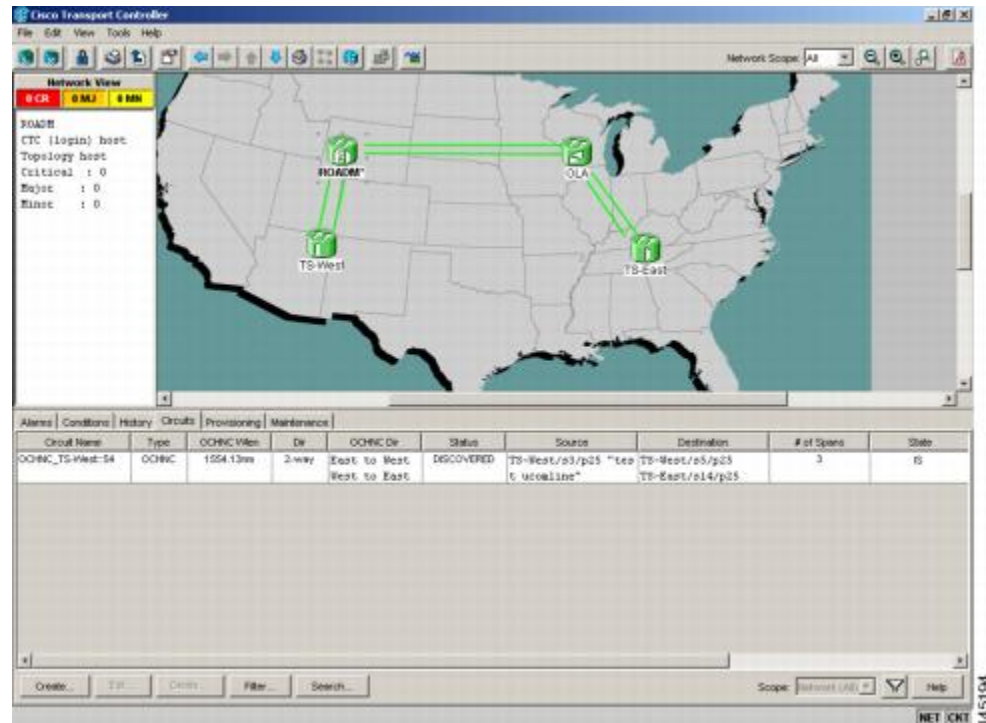 Cisco Transport Controller
File Edit View Tools Help
Network Scope: All
Network View
0 CR 0 MJ 0 MN
ROADM
CTC (login) host
Topology host
Critical : 0
Major : 0
Minor : 0
ROADM*
OLA
TS-West
TS-East
Alarms Conditions History Circuits Provisioning Maintenance
Circuit Name Type OCHNC Wlen Dir OCHNC Dir Status Source Destination # of Spans State
OCHNC_TS-West::54 OCHNC 1554.13nm 2-way East to West DISCOVERED TS-West/s3/p25 "tes TS-West/s5/p25 3 IS
West to East t ucomline" TS-East/s14/p25
Create... Edit... Delete... Filter... Search... Scope: Network (All) Help
NET CKT
145194